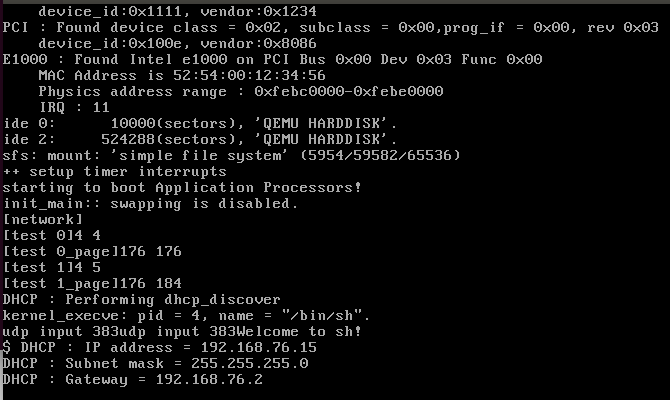 device_id:0x1111, vendor:0x1234
PCI : Found device class = 0x02, subclass = 0x00,prog_if = 0x00, rev 0x03
device_id:0x100e, vendor:0x8086
E1000 : Found Intel e1000 on PCI Bus 0x00 Dev 0x03 Func 0x00
MAC Address is 52:54:00:12:34:56
Physics address range : 0xfebc0000-0xfebe0000
IRQ : 11
ide 0:      10000(sectors), 'QEMU HARDDISK'.
ide 2:     524288(sectors), 'QEMU HARDDISK'.
sfs: mount: 'simple file system' (5954/59582/65536)
++ setup timer interrupts
starting to boot Application Processors!
init_main:: swapping is disabled.
[network]
[test 0]4 4
[test 0_page]176 176
[test 1]4 5
[test 1_page]176 184
DHCP : Performing dhcp_discover
kernel_execve: pid = 4, name = "/bin/sh".
udp input 383udp input 383Welcome to sh!
$ DHCP : IP address = 192.168.76.15
DHCP : Subnet mask = 255.255.255.0
DHCP : Gateway = 192.168.76.2